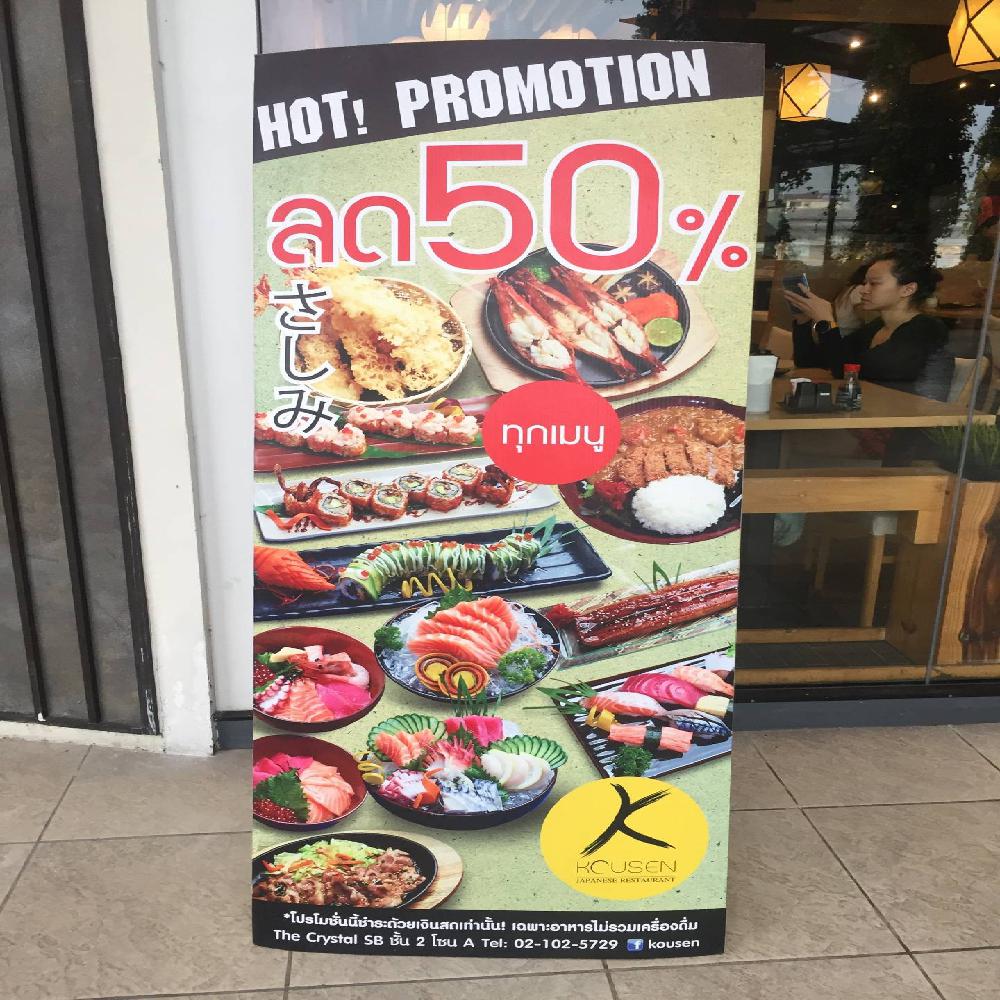 HOT! PROMOTION
ลด50%
さしみ
ทุกเมนู
KOUSEN
JAPANESE RESTAURANT
*โปรโมชั่นนี้ชำระด้วยเงินสดเท่านั้น! เฉพาะอาหารไม่รวมเครื่องดื่ม
The Crystal SB ชั้น 2 โซน A Tel: 02-102-5729 f kousen